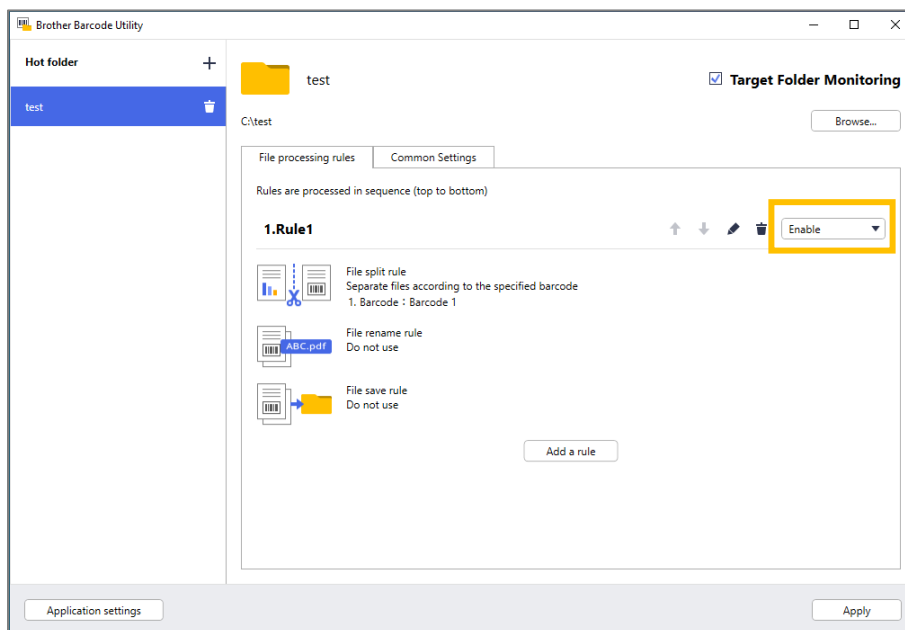 Brother Barcode Utility
Hot folder
test
test
Target Folder Monitoring
C:\test
Browse...
File processing rules
Common Settings
Rules are processed in sequence (top to bottom)
1.Rule1
Enable
File split rule
Separate files according to the specified barcode
1. Barcode : Barcode 1
File rename rule
ABC.pdf
Do not use
File save rule
Do not use
Add a rule
Application settings
Apply